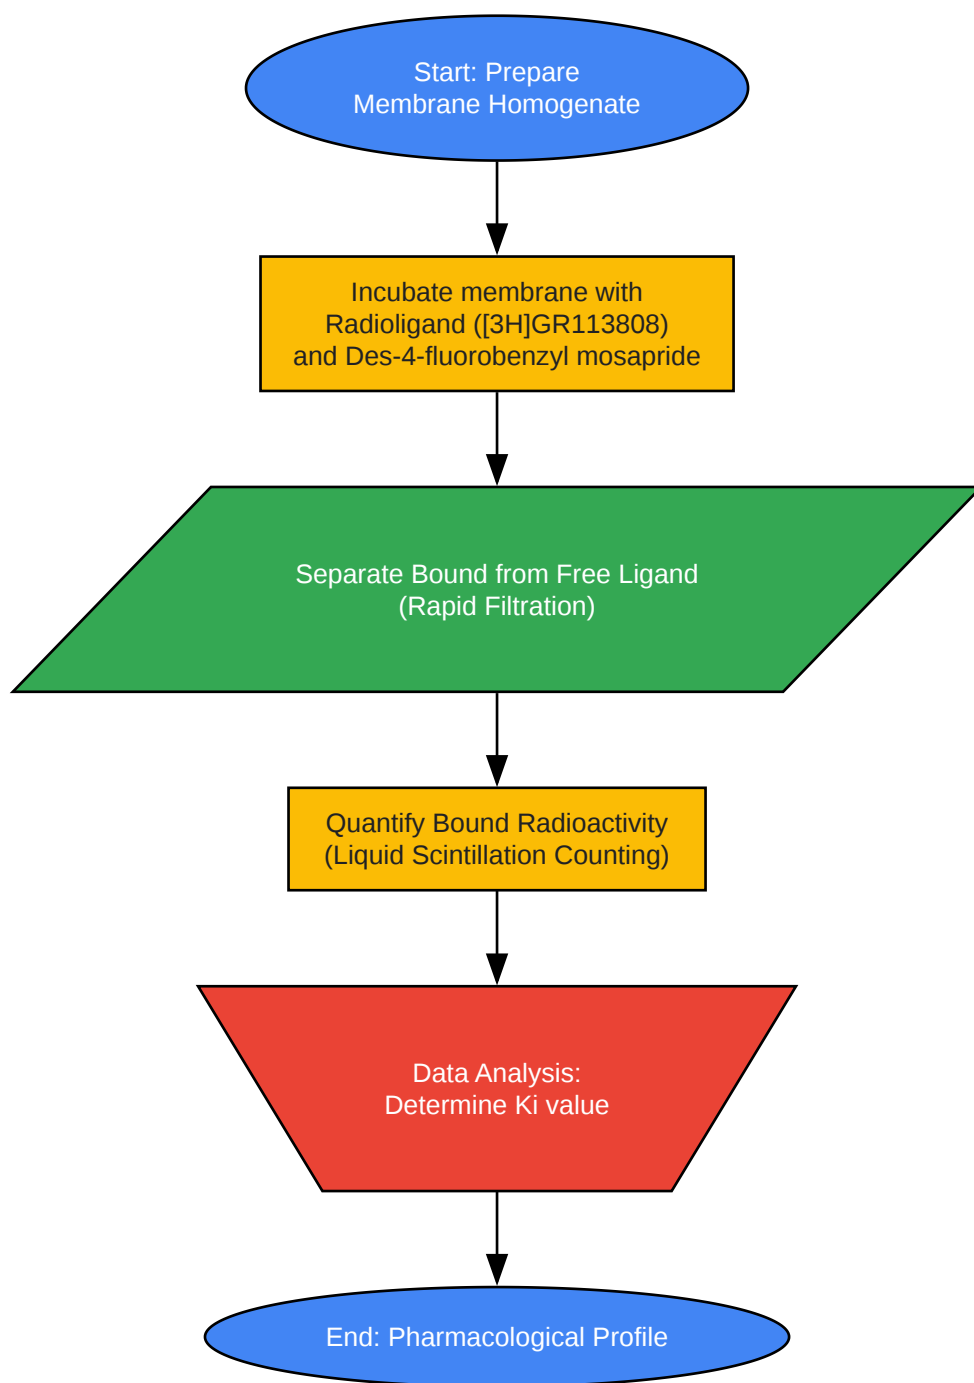 Start: Prepare
Membrane Homogenate
Incubate membrane with
Radioligand ([3H]GR113808)
and Des-4-fluorobenzyl mosapride
Separate Bound from Free Ligand
(Rapid Filtration)
Quantify Bound Radioactivity
(Liquid Scintillation Counting)
Data Analysis:
Determine Ki value
End: Pharmacological Profile